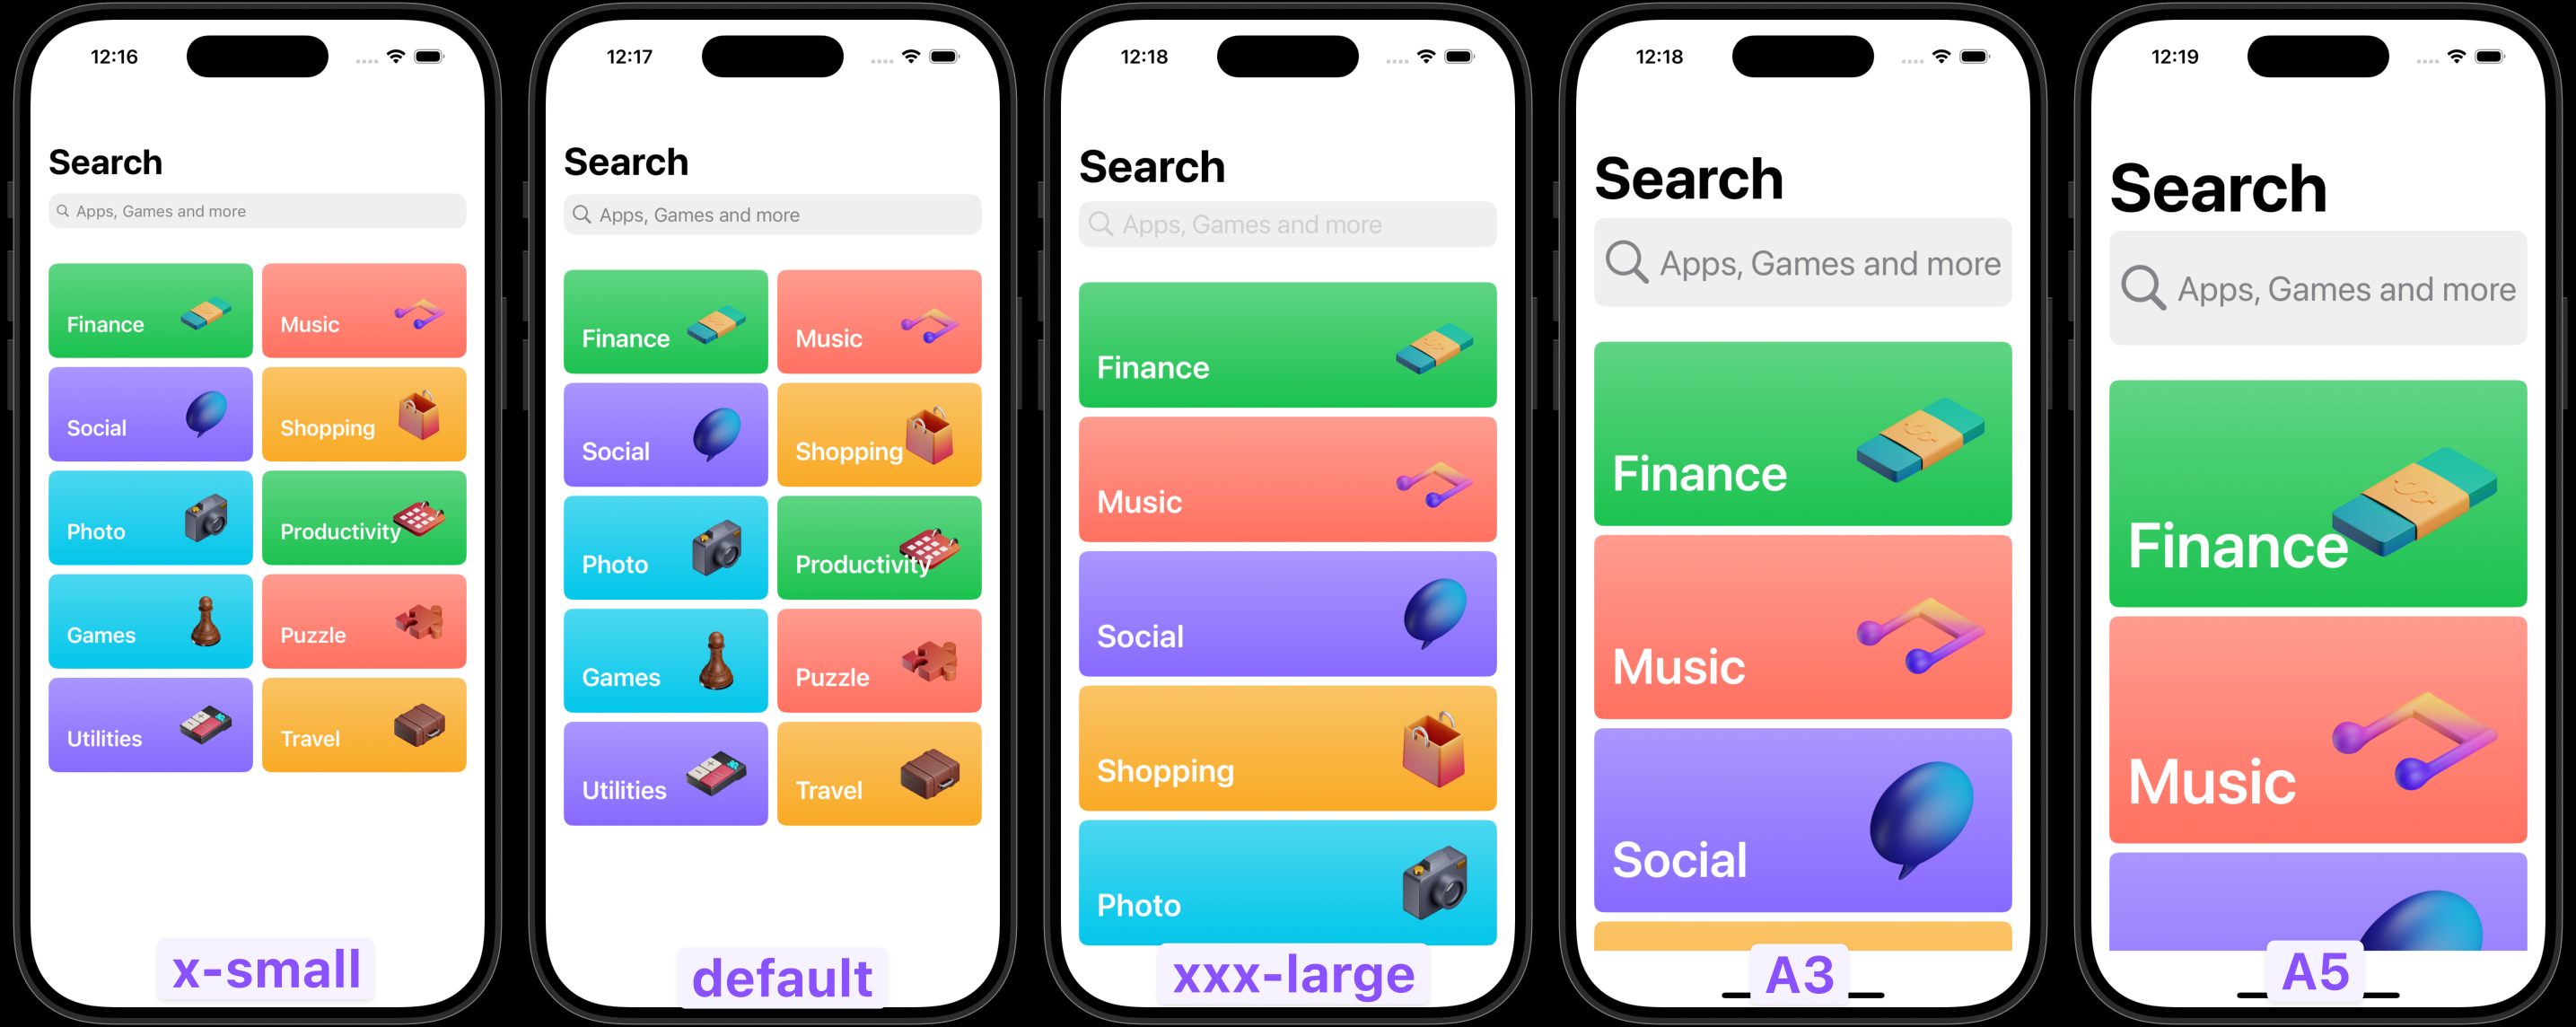 12:16
Search
Apps, Games and more
Finance
Music
Social
Shopping
Photo
Productivity
Games
Puzzle
Utilities
Travel
x-small
12:17
Search
Apps, Games and more
Finance
Music
Social
Shopping
Photo
Productivity
Games
Puzzle
Utilities
Travel
default
12:18
Search
Apps, Games and more
Finance
Music
Social
Shopping
Photo
xxx-large
12:18
Search
Apps, Games and more
Finance
Music
Social
A3
12:19
Search
Apps, Games and more
Finance
Music
A5